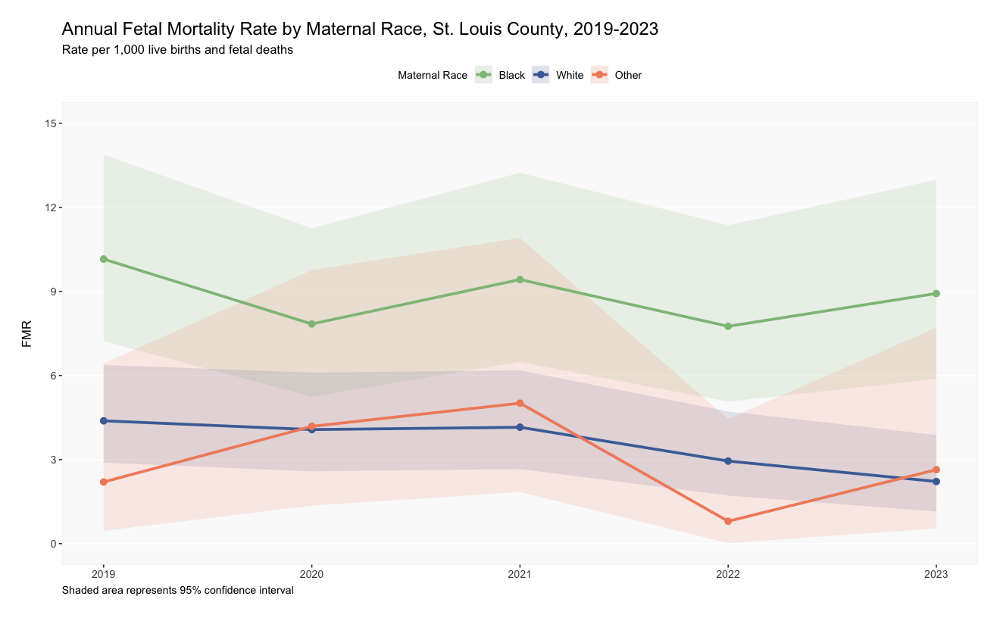 Annual Fetal Mortality Rate by Maternal Race, St. Louis County, 2019-2023
Rate per 1,000 live births and fetal deaths
Maternal Race Black White Other
15
12
9
6
3
0
FMR
2019 2020 2021 2022 2023
Shaded area represents 95% confidence interval